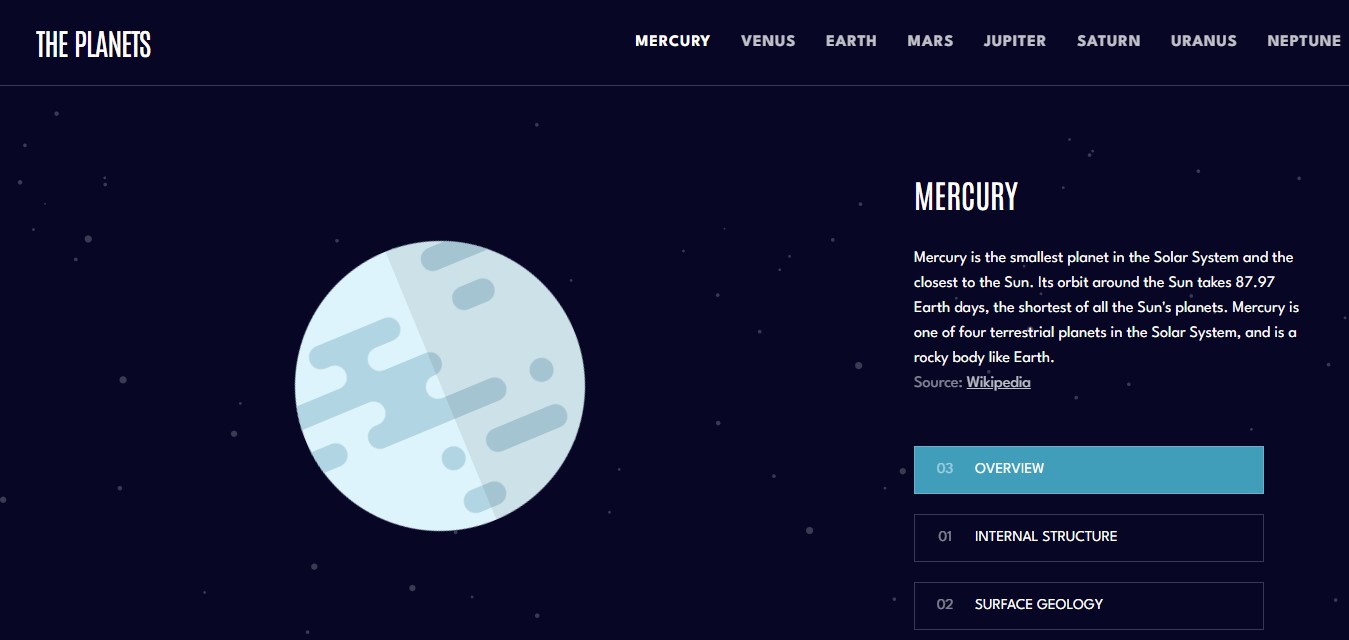 THE PLANETS
MERCURY VENUS EARTH MARS JUPITER SATURN URANUS NEPTUNE
MERCURY
Mercury is the smallest planet in the Solar System and the
closest to the Sun. Its orbit around the Sun takes 87.97
Earth days, the shortest of all the Sun's planets. Mercury is
one of four terrestrial planets in the Solar System, and is a
rocky body like Earth.
Source: Wikipedia
03 OVERVIEW
01 INTERNAL STRUCTURE
02 SURFACE GEOLOGY